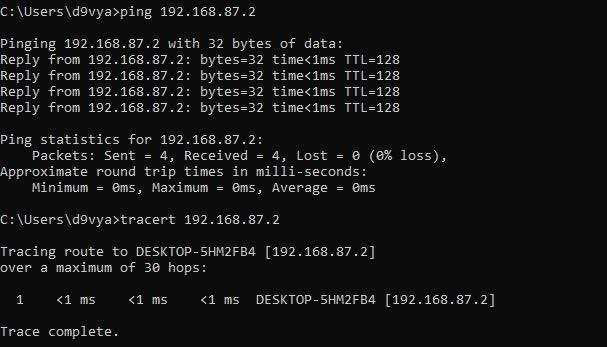 C:\Users\d9vya>ping 192.168.87.2
Pinging 192.168.87.2 with 32 bytes of data:
Reply from 192.168.87.2: bytes=32 time<1ms TTL=128
Reply from 192.168.87.2: bytes=32 time<1ms TTL=128
Reply from 192.168.87.2: bytes=32 time<1ms TTL=128
Reply from 192.168.87.2: bytes=32 time<1ms TTL=128
Ping statistics for 192.168.87.2:
    Packets: Sent = 4, Received = 4, Lost = 0 (0% loss),
Approximate round trip times in milli-seconds:
    Minimum = 0ms, Maximum = 0ms, Average = 0ms
C:\Users\d9vya>tracert 192.168.87.2
Tracing route to DESKTOP-5HM2FB4 [192.168.87.2]
over a maximum of 30 hops:
  1    <1 ms    <1 ms    <1 ms  DESKTOP-5HM2FB4 [192.168.87.2]
Trace complete.